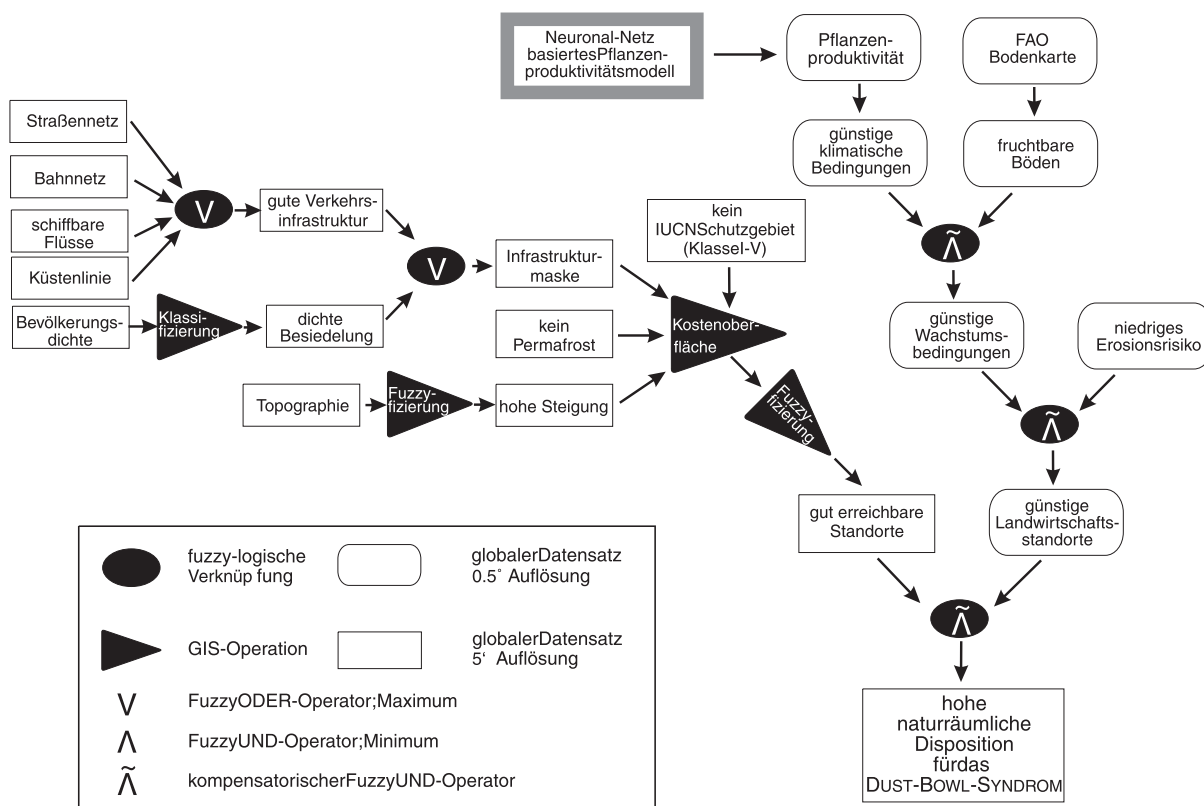 Neuronal-Netz
basiertesPflanzen-
produktivitätsmodell
Pflanzen-
produktivität
FAO
Bodenkarte
Straßennetz
Bahnnetz
schiffbare
Flüsse
Küstenlinie
Bevölkerungs-
dichte
Klassi-
fizierung
V
gute Verkehrs-
infrastruktur
dichte
Besiedelung
V
Infrastruktur-
maske
kein
IUCNSchutzgebiet
(KlasseI-V)
kein
Permafrost
Kostenober-
fläche
Topographie
Fuzzy-
fizierung
hohe Steigung
Fuzzy-
fizierung
günstige
klimatische
Bedingungen
fruchtbare
Böden
Λ̃
günstige
Wachstums-
bedingungen
niedriges
Erosionsrisiko
Λ̃
gut erreichbare
Standorte
günstige
Landwirtschafts-
standorte
Λ̃
hohe
naturräumliche
Disposition
fürdas
DUST-BOWL-SYNDROM
fuzzy-logische
Verknüp fung
globalerDatensatz
0.5° Auflösung
GIS-Operation
globalerDatensatz
5‘ Auflösung
V FuzzyODER-Operator;Maximum
Λ FuzzyUND-Operator;Minimum
Λ̃ kompensatorischerFuzzyUND-Operator